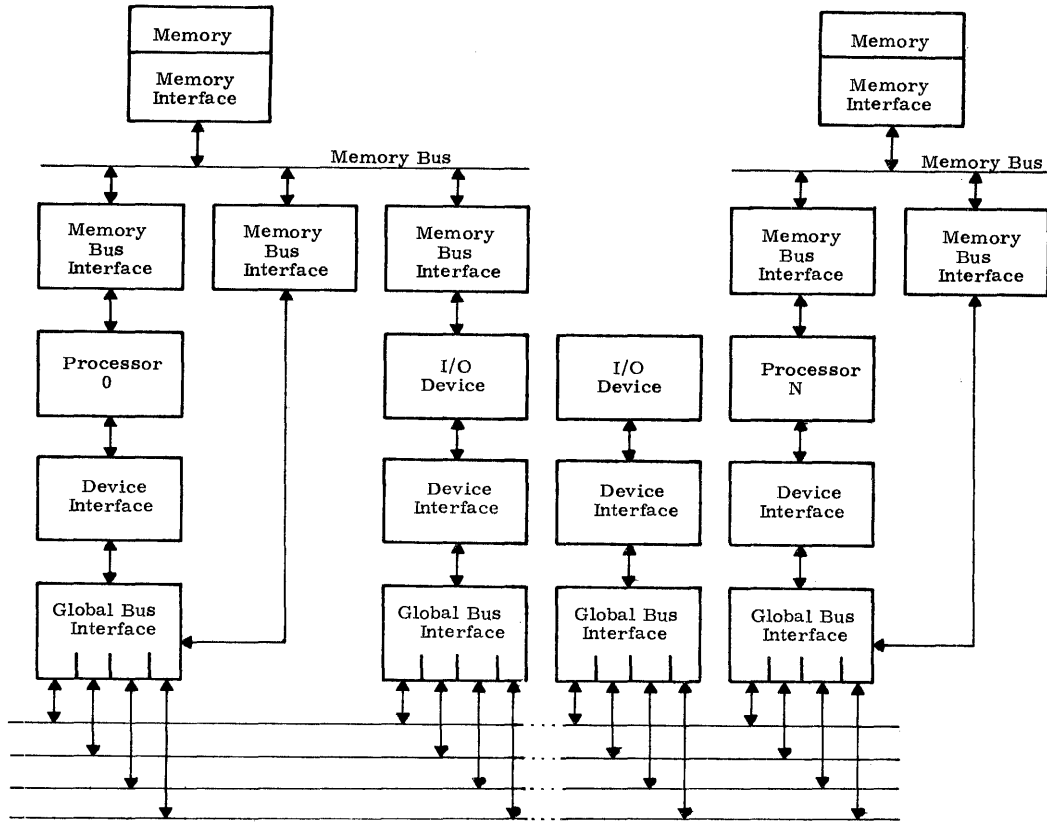 Memory
Memory
Interface
Memory
Memory
Interface
Memory Bus
Memory Bus
Memory
Bus
Interface
Memory
Bus
Interface
Memory
Bus
Interface
Memory
Bus
Interface
Memory
Bus
Interface
Processor
0
I/O
Device
I/O
Device
Processor
N
Device
Interface
Device
Interface
Device
Interface
Device
Interface
Global Bus
Interface
Global Bus
Interface
Global Bus
Interface
Global Bus
Interface